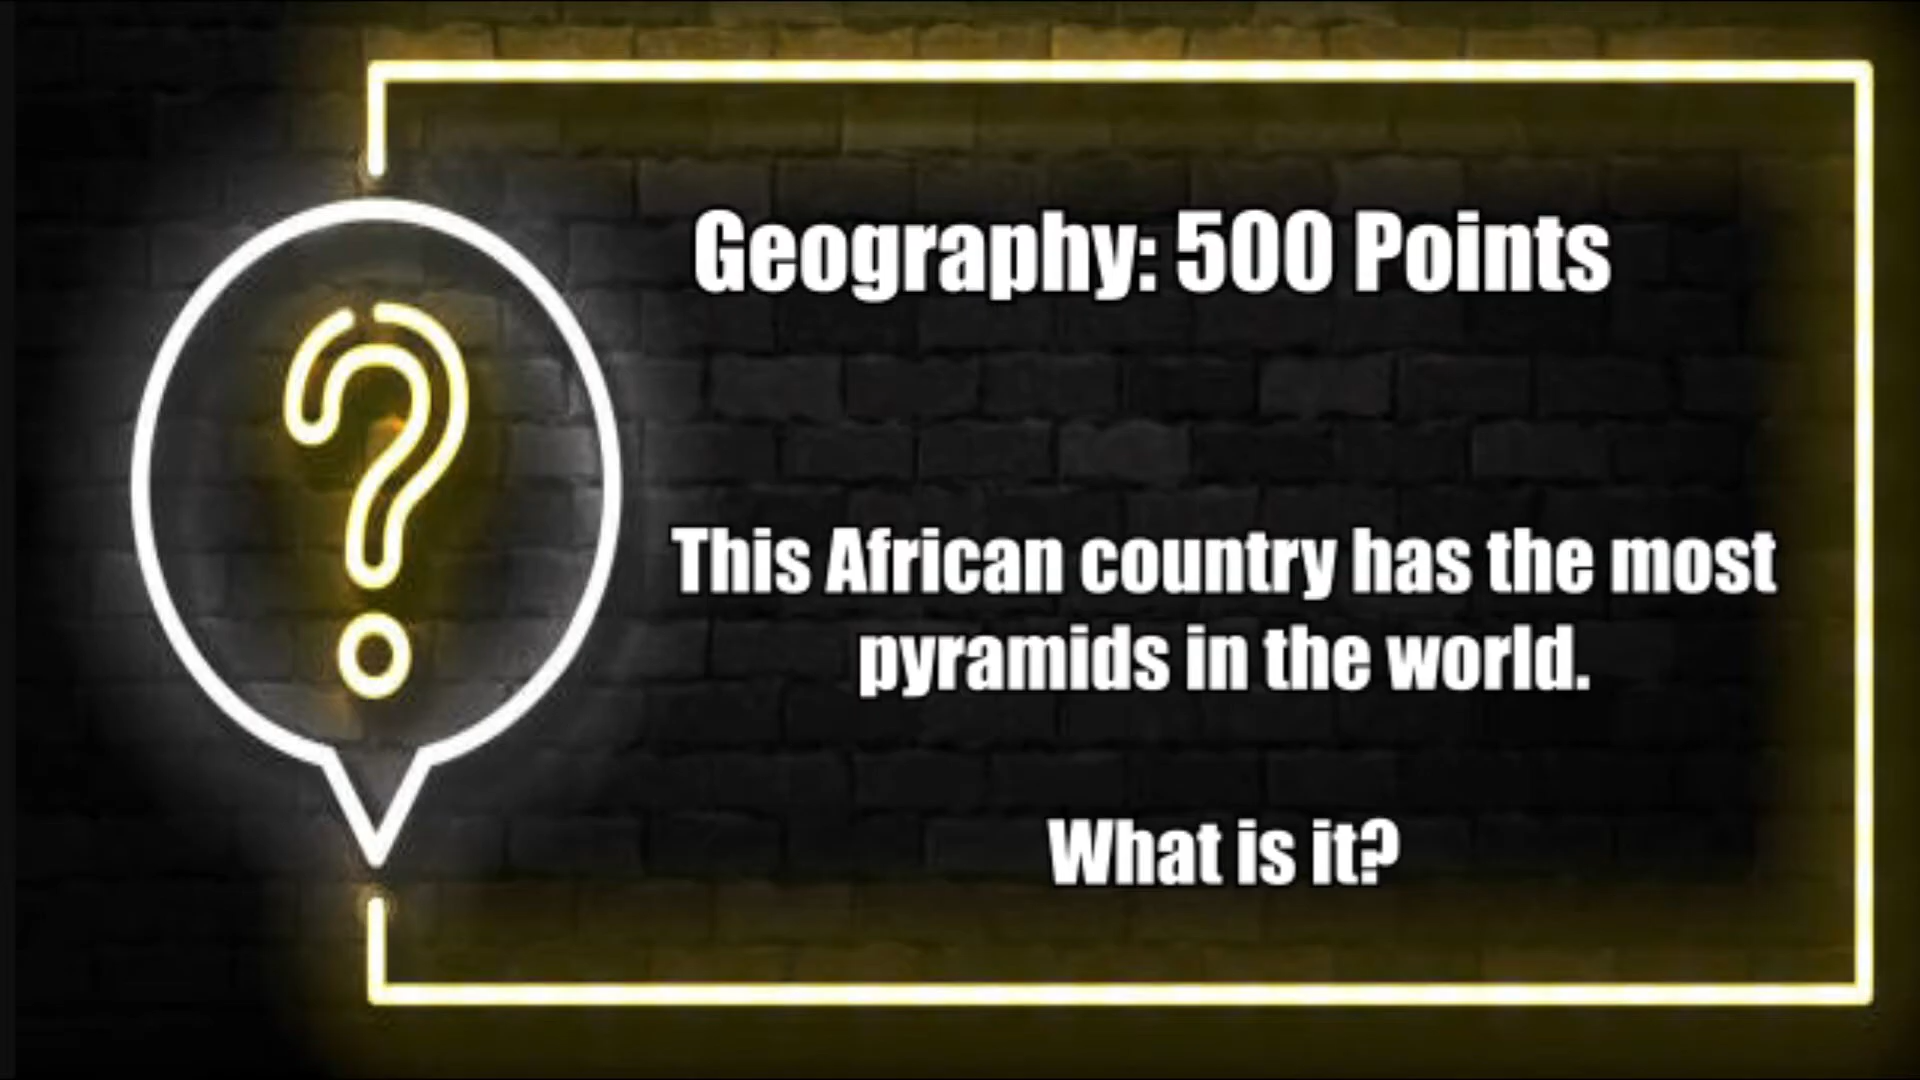 Geography: 500 Points
This African country has the most
pyramids in the world.
What is it?